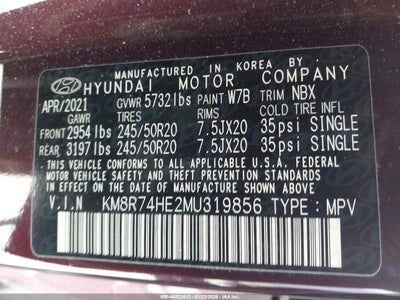 MANUFACTURED IN KOREA BY
HYUNDAI MOTOR COMPANY
APR/2021 GVWR 5732 lbs PAINT W7B TRIM NBX
GAWR TIRES COLD TIRE INFL
FRONT 2954 lbs 245/50R20 7.5JX20 35psi SINGLE
REAR 3197 lbs 245/50R20 7.5JX20 35psi SINGLE
THIS VEHICLE CONFORMS TO ALL APPLICABLE U.S.A. FEDERAL
MOTOR VEHICLE SAFETY BUMPER, AND THEFT PREVENTION
STANDARDS IN EFFECT ON THE DATE OF MANUFACTURE SHOWN ABOVE.
V.I.N KM8R74HE2MU319856 TYPE : MPV